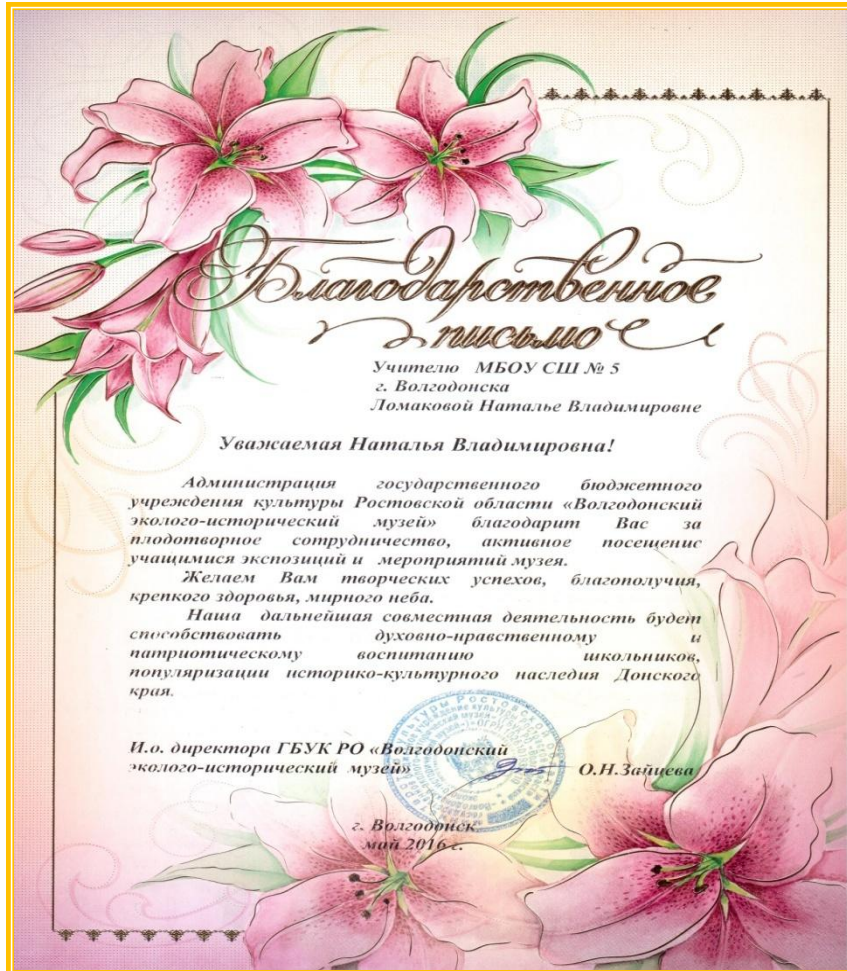 Благодарственное
письмо
Учителю МБОУ СШ № 5
г. Волгодонска
Ломаковой Наталье Владимировне
Уважаемая Наталья Владимировна!
Администрация государственного бюджетного
учреждения культуры Ростовской области «Волгодонский
эколого-исторический музей» благодарит Вас за
плодотворное сотрудничество, активное посещение
учащимися экспозиций и мероприятий музея.
Желаем Вам творческих успехов, благополучия,
крепкого здоровья, мирного неба.
Наша дальнейшая совместная деятельность будет
способствовать духовно-нравственному и
патриотическому воспитанию школьников,
популяризации историко-культурного наследия Донского
края.
И.о. директора ГБУК РО «Волгодонский
эколого-исторический музей» О.Н.Зайцева
г. Волгодонск
май 2016 г.